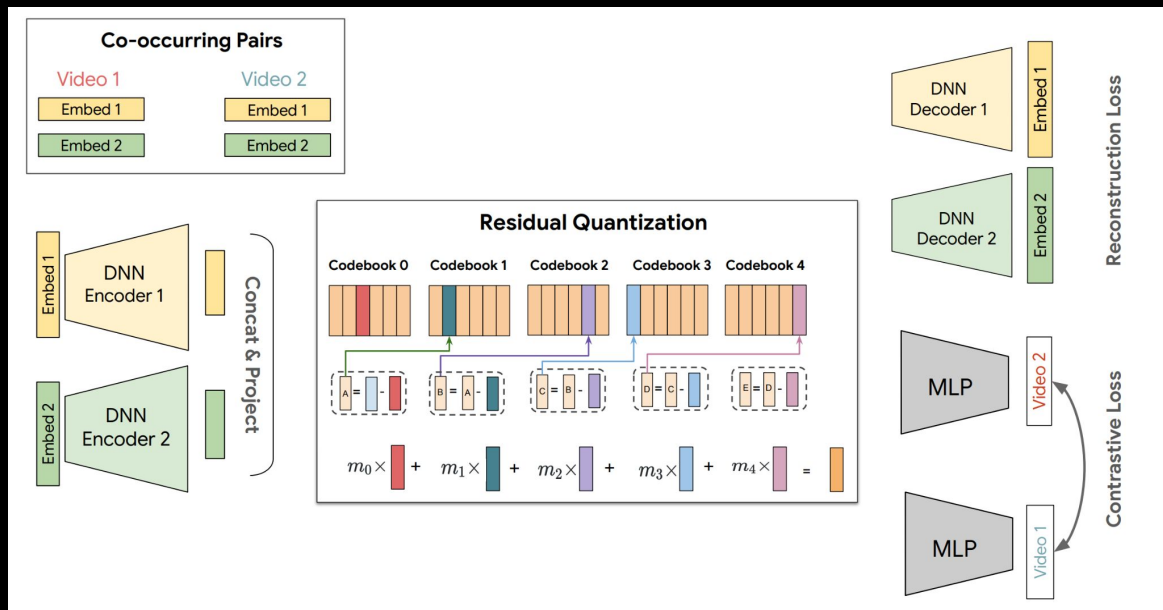 Co-occurring Pairs
Video 1 Video 2
Embed 1 Embed 1
Embed 2 Embed 2
Embed 1
DNN
Encoder 1
Embed 2
DNN
Encoder 2
Concat & Project
Residual Quantization
Codebook 0 Codebook 1 Codebook 2 Codebook 3 Codebook 4
A = - B = A - C = B - D = C - E = D -
m₀ × + m₁ × + m₂ × + m₃ × + m₄ × =
DNN
Decoder 1
Embed 1
DNN
Decoder 2
Embed 2
Reconstruction Loss
MLP
Video 2
MLP
Video 1
Contrastive Loss